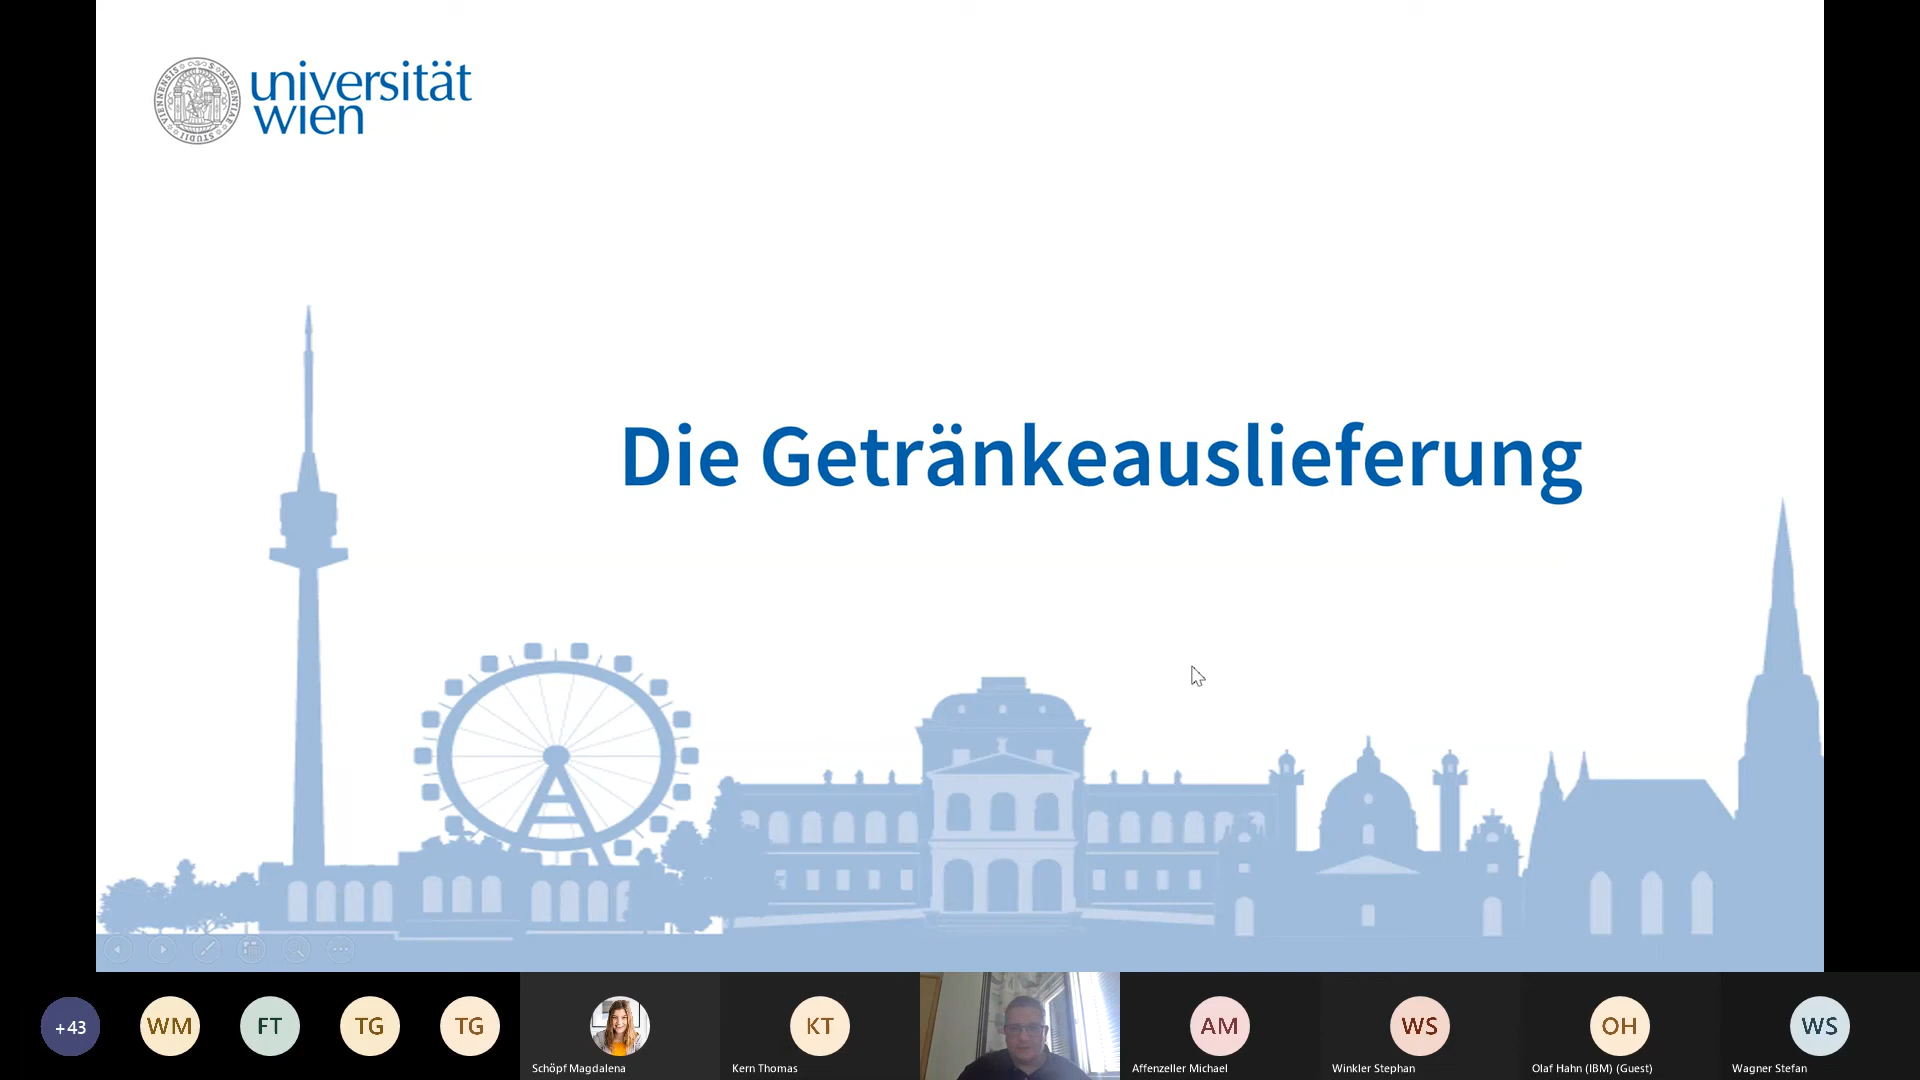 universität
wien
Die Getränkeauslieferung
+43
WM
FT
TG
TG
Schöpf Magdalena
KT
Kern Thomas
AM
Affenzeller Michael
WS
Winkler Stephan
OH
Olaf Hahn (IBM) (Guest)
WS
Wagner Stefan